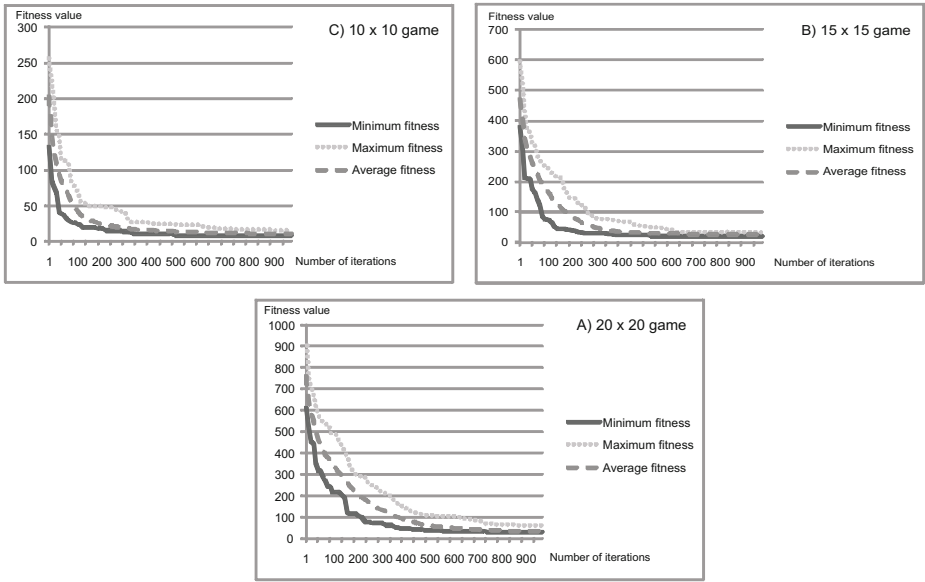 Fitness value
C) 10 x 10 game
300
250
200
150
100
50
0
1 100 200 300 400 500 600 700 800 900
Number of iterations
Minimum fitness
Maximum fitness
Average fitness
Fitness value
B) 15 x 15 game
700
600
500
400
300
200
100
0
1 100 200 300 400 500 600 700 800 900
Number of iterations
Minimum fitness
Maximum fitness
Average fitness
Fitness value
A) 20 x 20 game
1000
900
800
700
600
500
400
300
200
100
0
1 100 200 300 400 500 600 700 800 900
Number of iterations
Minimum fitness
Maximum fitness
Average fitness